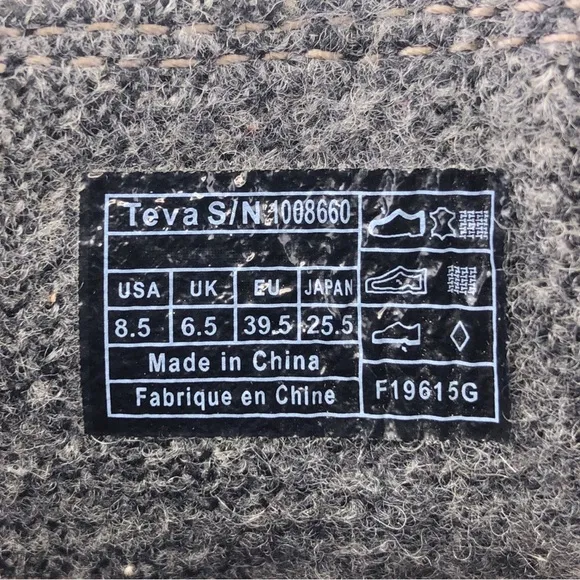 Teva S/N 1008660
USA UK EU JAPAN
8.5 6.5 39.5 25.5
Made in China
Fabrique en Chine
F19615G